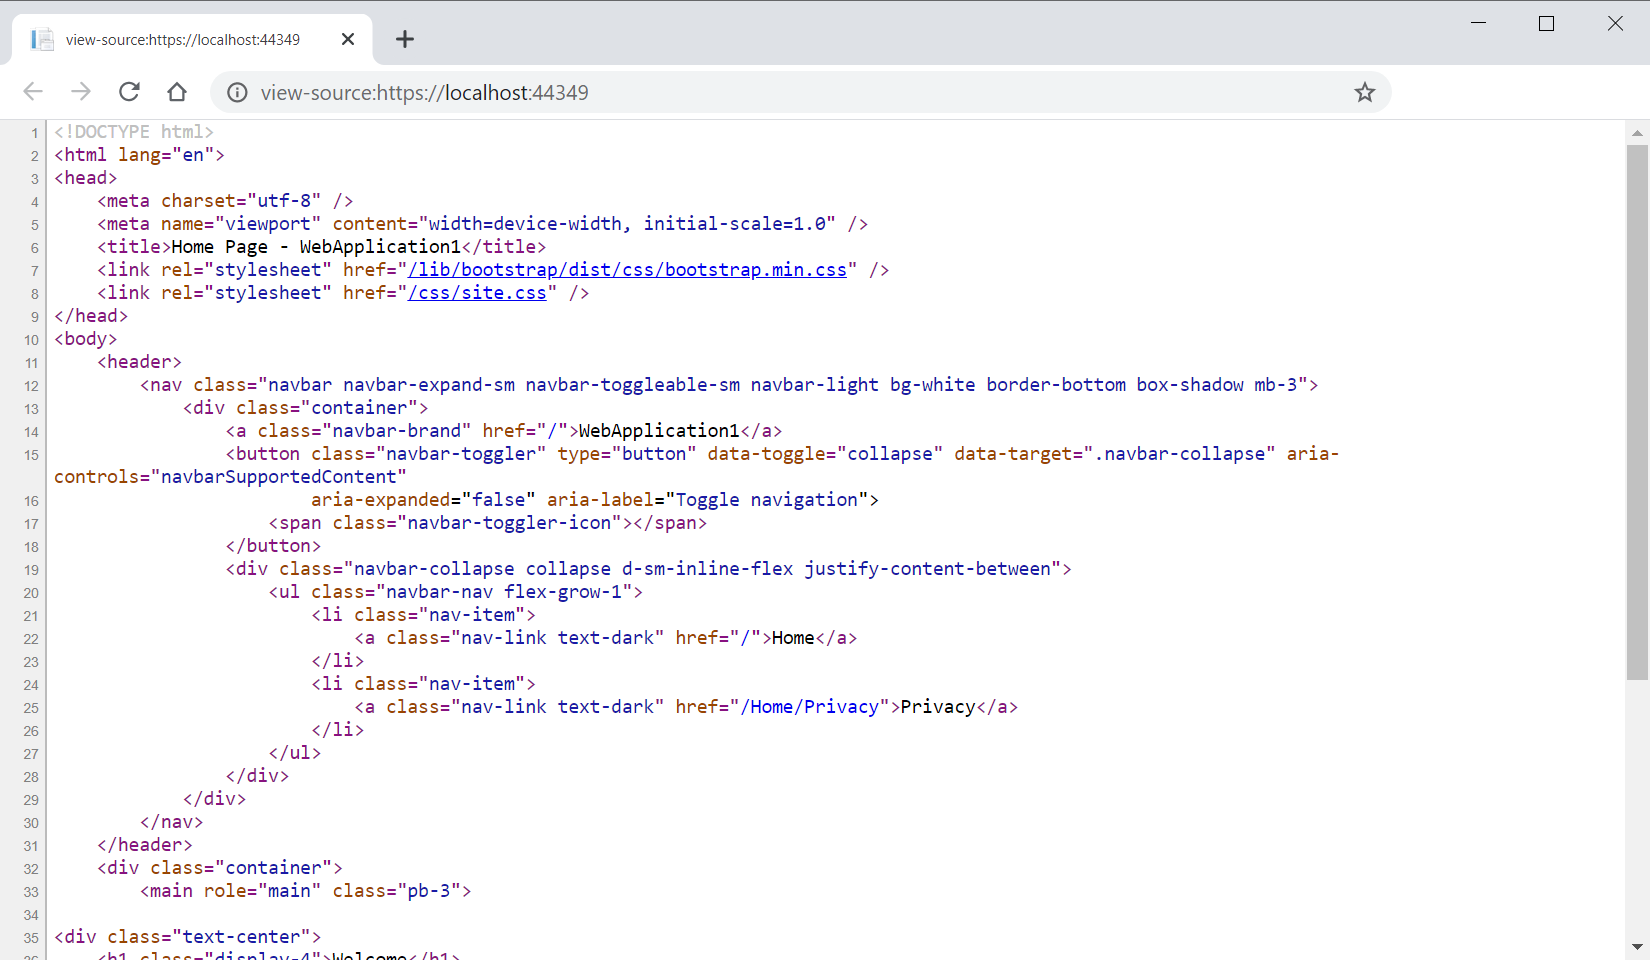 view-source:https://localhost:44349
view-source:https://localhost:44349
1 <!DOCTYPE html>
2 <html lang="en">
3 <head>
4     <meta charset="utf-8" />
5     <meta name="viewport" content="width=device-width, initial-scale=1.0" />
6     <title>Home Page - WebApplication1</title>
7     <link rel="stylesheet" href="/lib/bootstrap/dist/css/bootstrap.min.css" />
8     <link rel="stylesheet" href="/css/site.css" />
9 </head>
10 <body>
11     <header>
12         <nav class="navbar navbar-expand-sm navbar-toggleable-sm navbar-light bg-white border-bottom box-shadow mb-3">
13             <div class="container">
14                 <a class="navbar-brand" href="/">WebApplication1</a>
15                 <button class="navbar-toggler" type="button" data-toggle="collapse" data-target=".navbar-collapse" aria-
controls="navbarSupportedContent"
16                         aria-expanded="false" aria-label="Toggle navigation">
17                     <span class="navbar-toggler-icon"></span>
18                 </button>
19                 <div class="navbar-collapse collapse d-sm-inline-flex justify-content-between">
20                     <ul class="navbar-nav flex-grow-1">
21                         <li class="nav-item">
22                             <a class="nav-link text-dark" href="/">Home</a>
23                         </li>
24                         <li class="nav-item">
25                             <a class="nav-link text-dark" href="/Home/Privacy">Privacy</a>
26                         </li>
27                     </ul>
28                 </div>
29             </div>
30         </nav>
31     </header>
32     <div class="container">
33         <main role="main" class="pb-3">
34
35 <div class="text-center">
36     <h1 class="display-4">Welcome</h1>